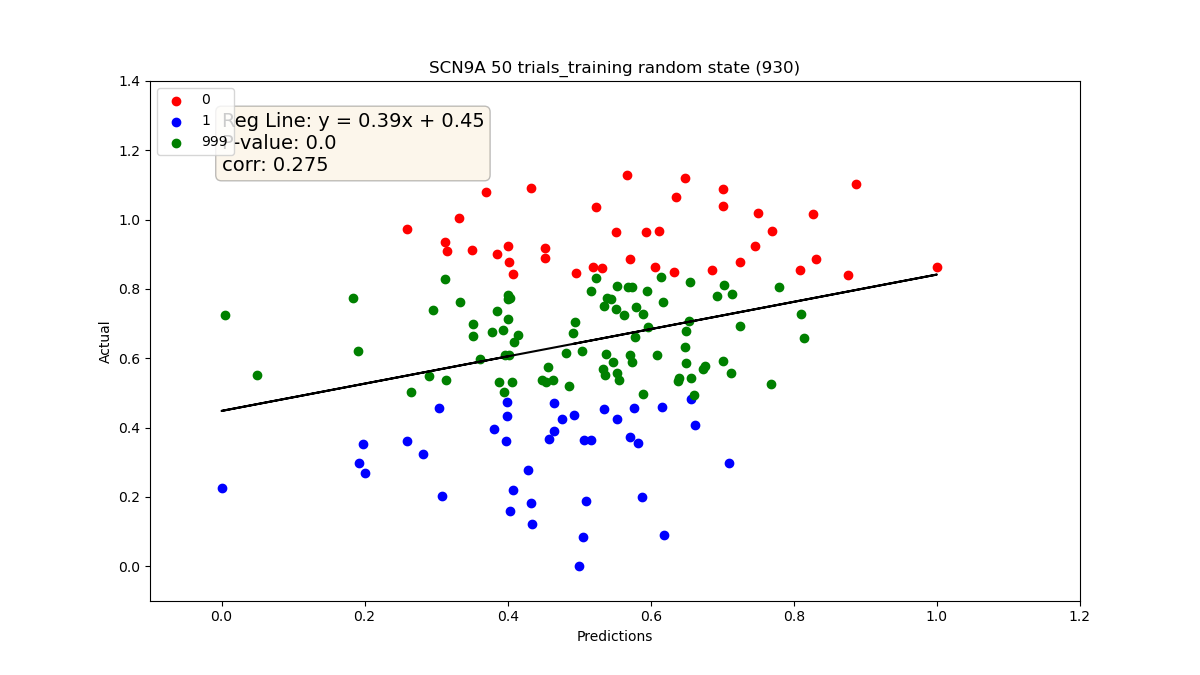 SCN9A 50 trials_training random state (930)
0
1
999
Reg Line: y = 0.39x + 0.45
P-value: 0.0
corr: 0.275
Actual
1.4
1.2
1.0
0.8
0.6
0.4
0.2
0.0
0.0 0.2 0.4 0.6 0.8 1.0 1.2
Predictions